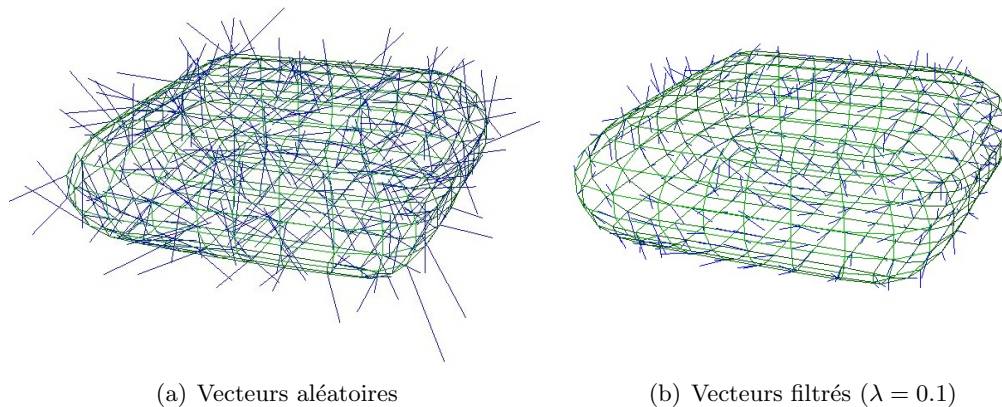 (a) Vecteurs aléatoires
(b) Vecteurs filtrés (λ = 0.1)